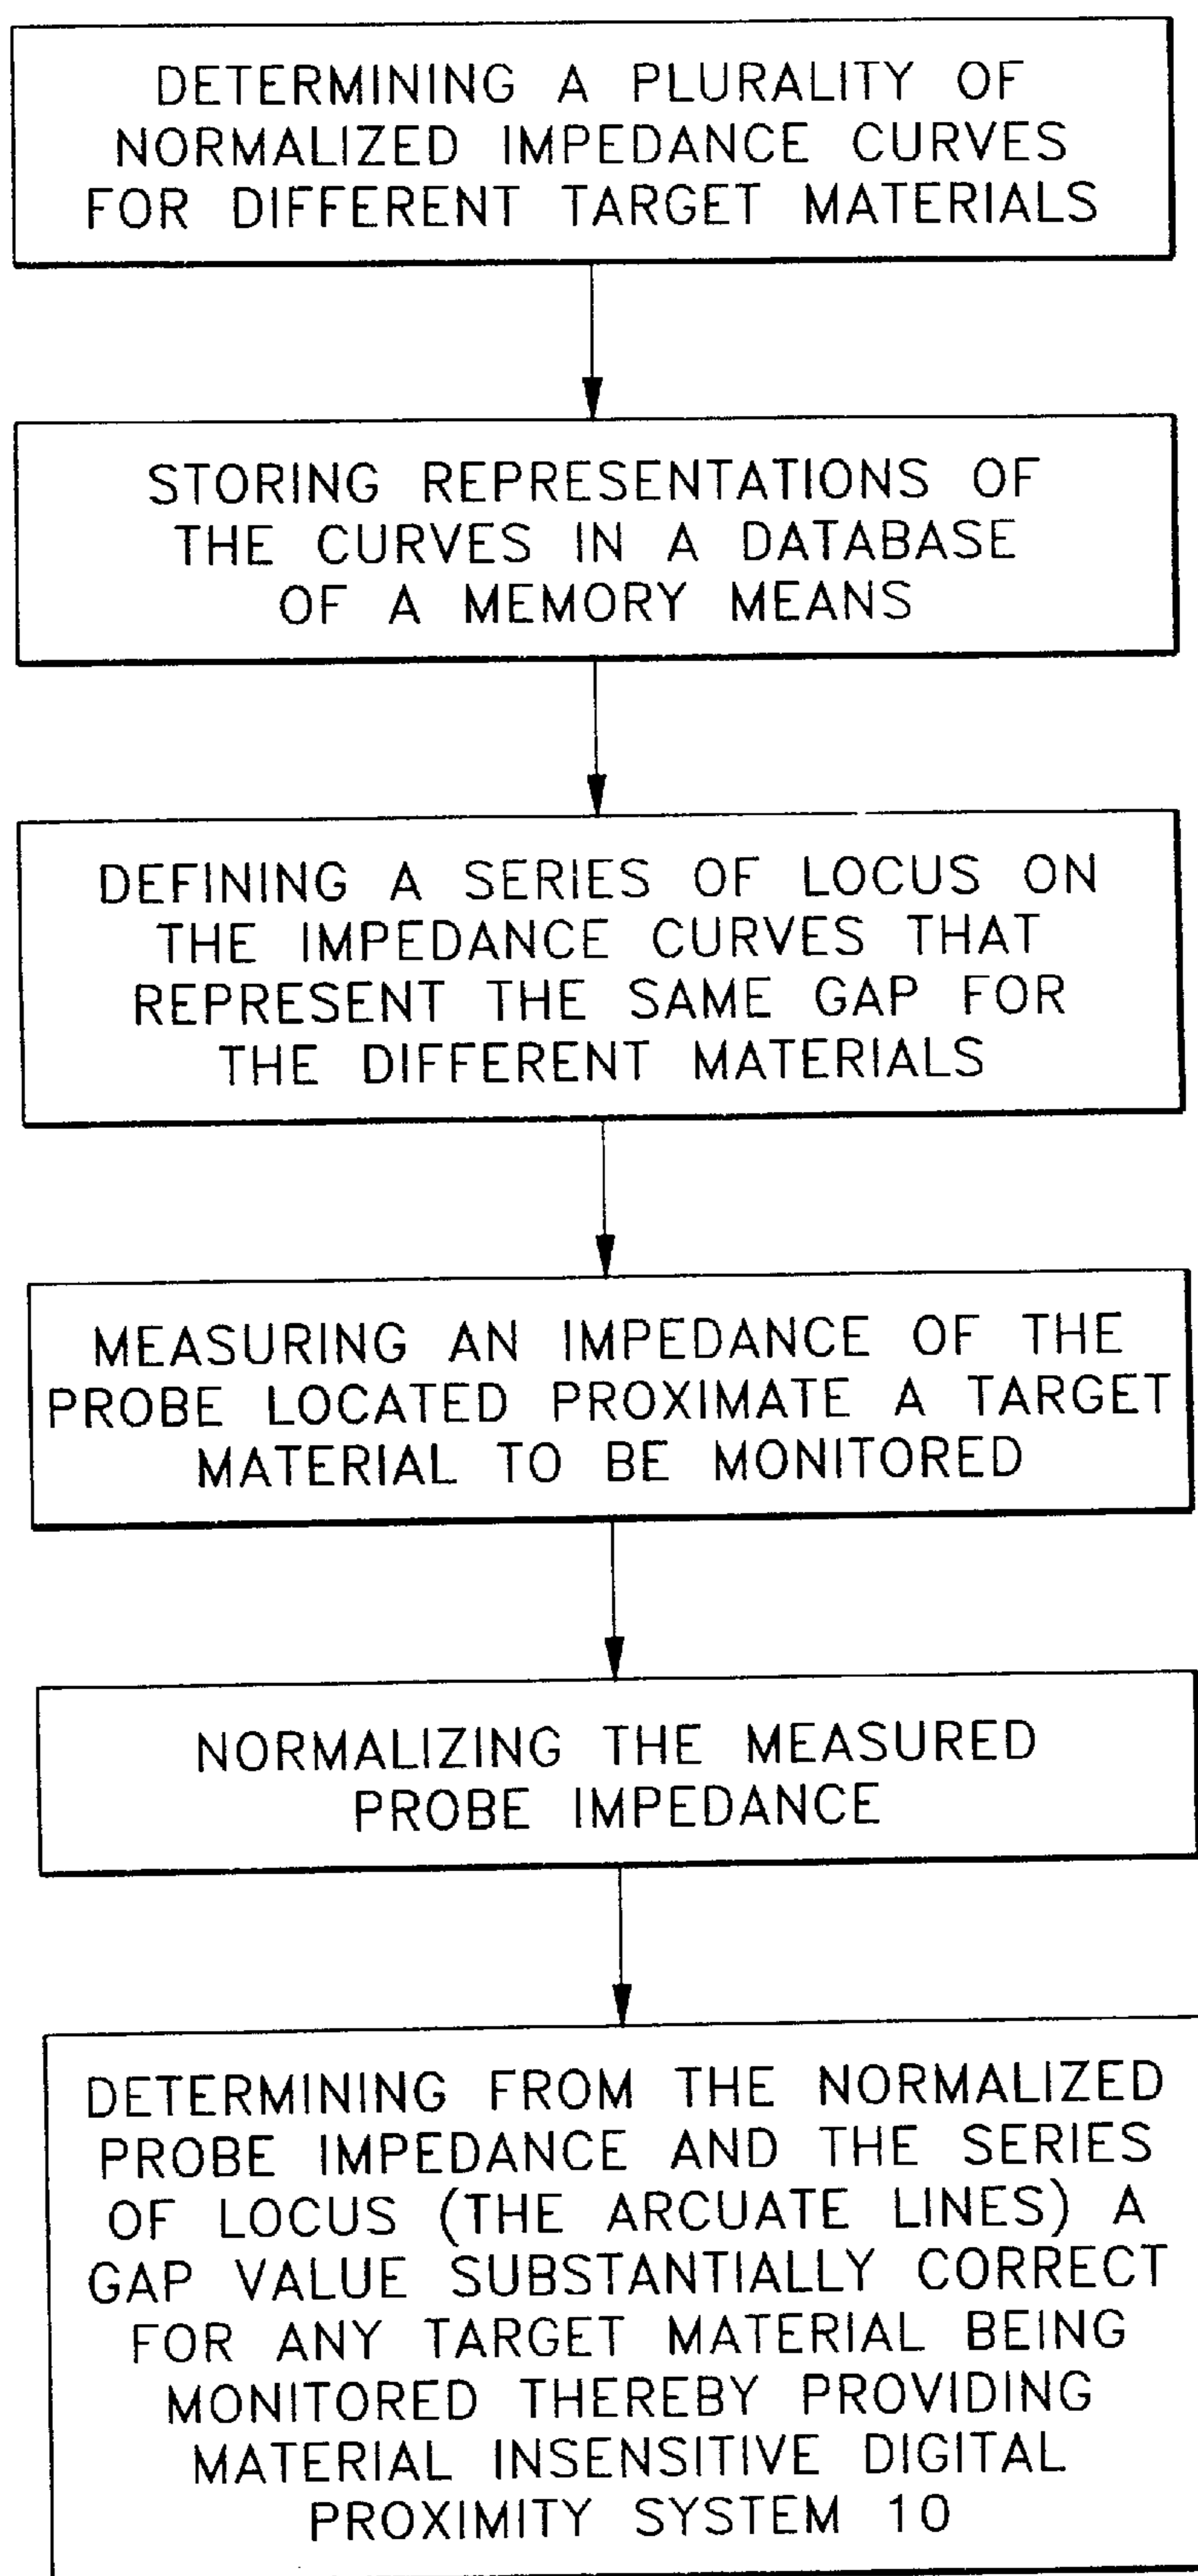 DETERMINING A PLURALITY OF
NORMALIZED IMPEDANCE CURVES
FOR DIFFERENT TARGET MATERIALS
STORING REPRESENTATIONS OF
THE CURVES IN A DATABASE
OF A MEMORY MEANS
DEFINING A SERIES OF LOCUS ON
THE IMPEDANCE CURVES THAT
REPRESENT THE SAME GAP FOR
THE DIFFERENT MATERIALS
MEASURING AN IMPEDANCE OF THE
PROBE LOCATED PROXIMATE A TARGET
MATERIAL TO BE MONITORED
NORMALIZING THE MEASURED
PROBE IMPEDANCE
DETERMINING FROM THE NORMALIZED
PROBE IMPEDANCE AND THE SERIES
OF LOCUS (THE ARCUATE LINES) A
GAP VALUE SUBSTANTIALLY CORRECT
FOR ANY TARGET MATERIAL BEING
MONITORED THEREBY PROVIDING
MATERIAL INSENSITIVE DIGITAL
PROXIMITY SYSTEM 10